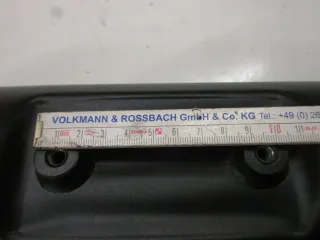 VOLKMANN & ROSSBACH GmbH & Co. KG Tel.: +49 (0) 26
1 2 3 4 5 6 7 8 9 10